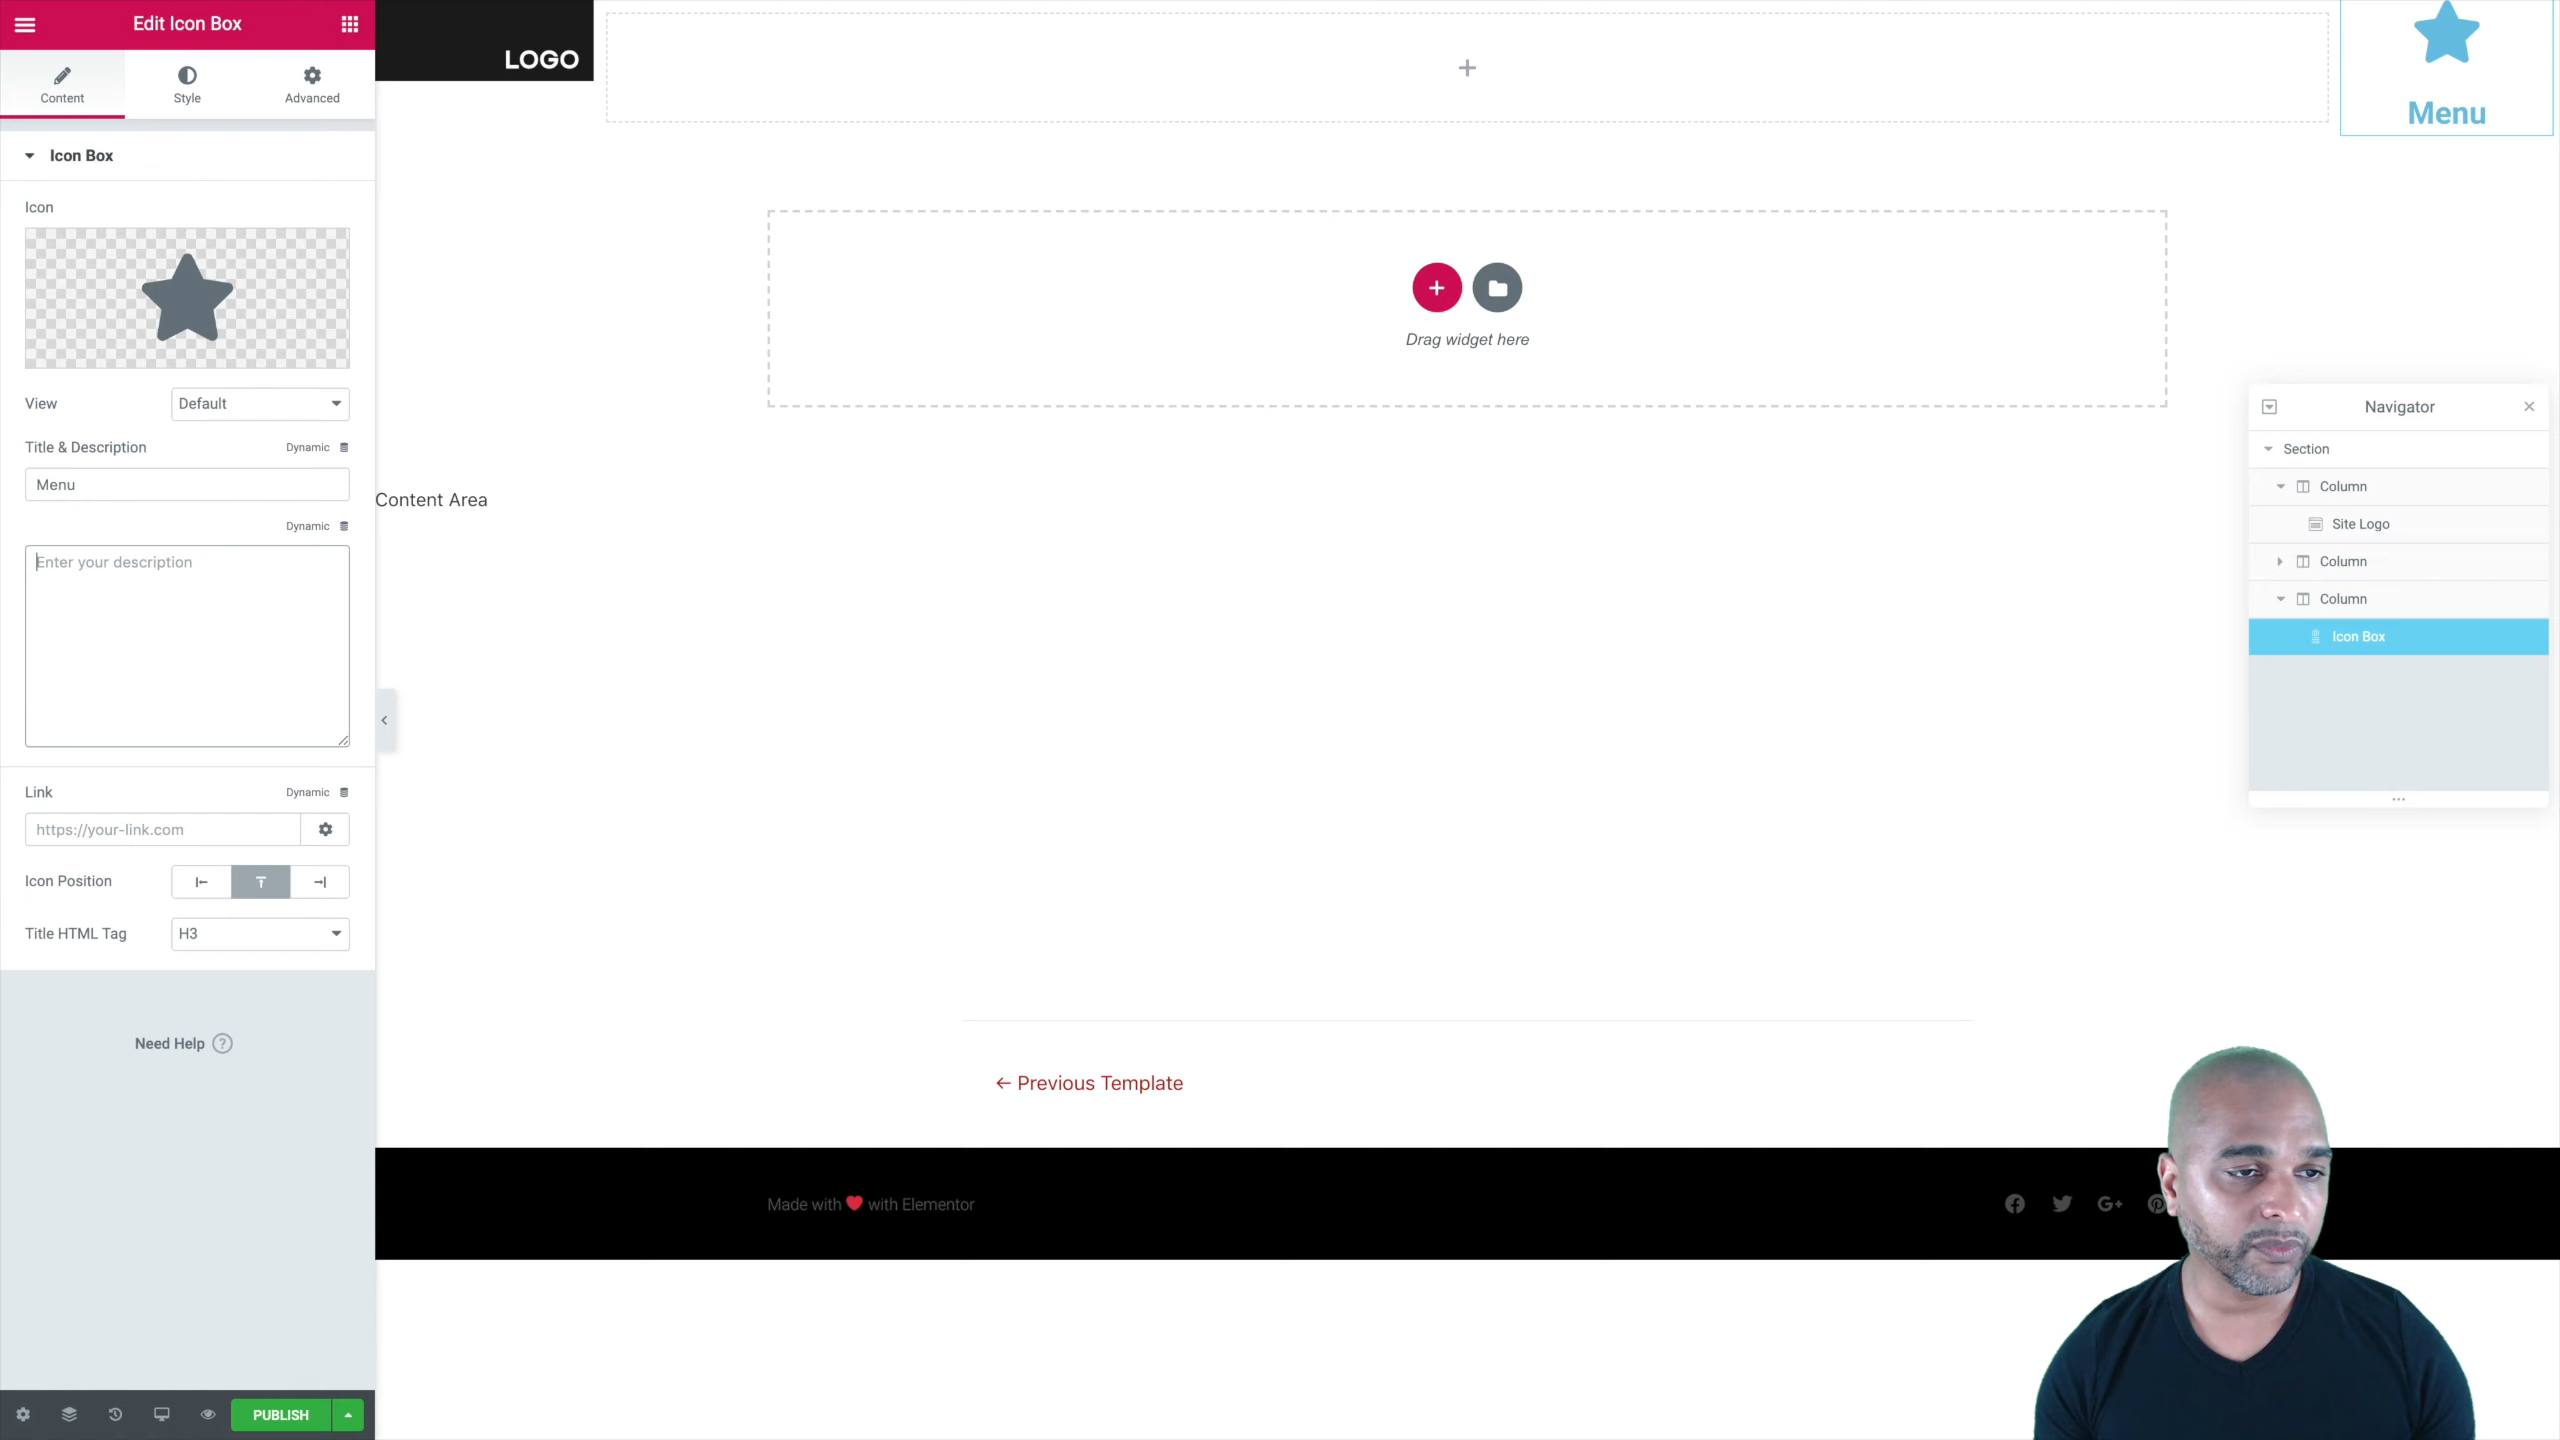 Edit Icon Box
Content
Style
Advanced
Icon Box
Icon
View
Default
Title & Description
Dynamic
Menu
Dynamic
Enter your description
Link
Dynamic
https://your-link.com
Icon Position
Title HTML Tag
H3
Need Help ?
PUBLISH
LOGO
Menu
Drag widget here
Content Area
← Previous Template
Made with ❤ with Elementor
G+
Navigator
Section
Column
Site Logo
Column
Column
Icon Box